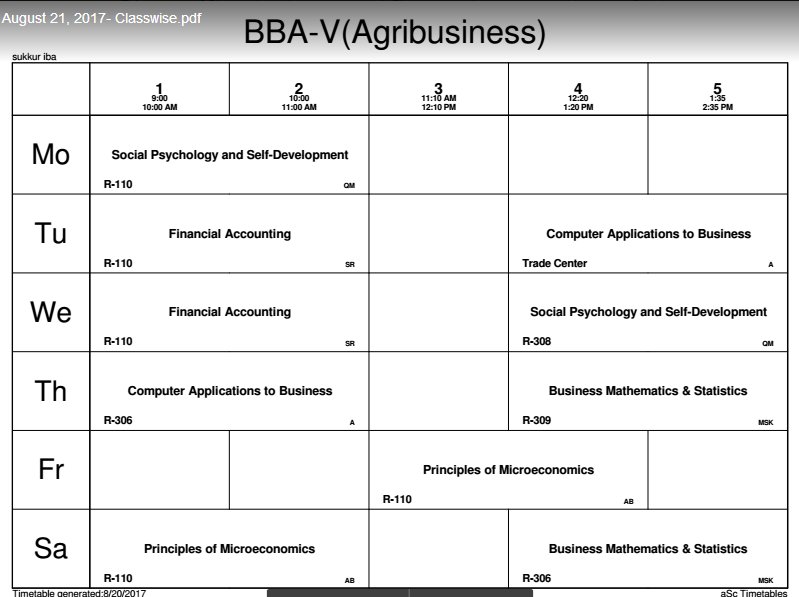 August 21, 2017- Classwise.pdf
BBA-V(Agribusiness)
sukkur iba
1 2 3 4 5
9:00 10:00 11:10 AM 12:20 1:35
10:00 AM 11:00 AM 12:10 PM 1:20 PM 2:35 PM
Mo
Social Psychology and Self-Development
R-110 QM
Tu
Financial Accounting Computer Applications to Business
R-110 SR Trade Center A
We
Financial Accounting Social Psychology and Self-Development
R-110 SR R-308 QM
Th
Computer Applications to Business Business Mathematics & Statistics
R-306 A R-309 MSK
Fr
Principles of Microeconomics
R-110 AB
Sa
Principles of Microeconomics Business Mathematics & Statistics
R-110 AB R-306 MSK
Timetable generated:8/20/2017 aSc Timetables